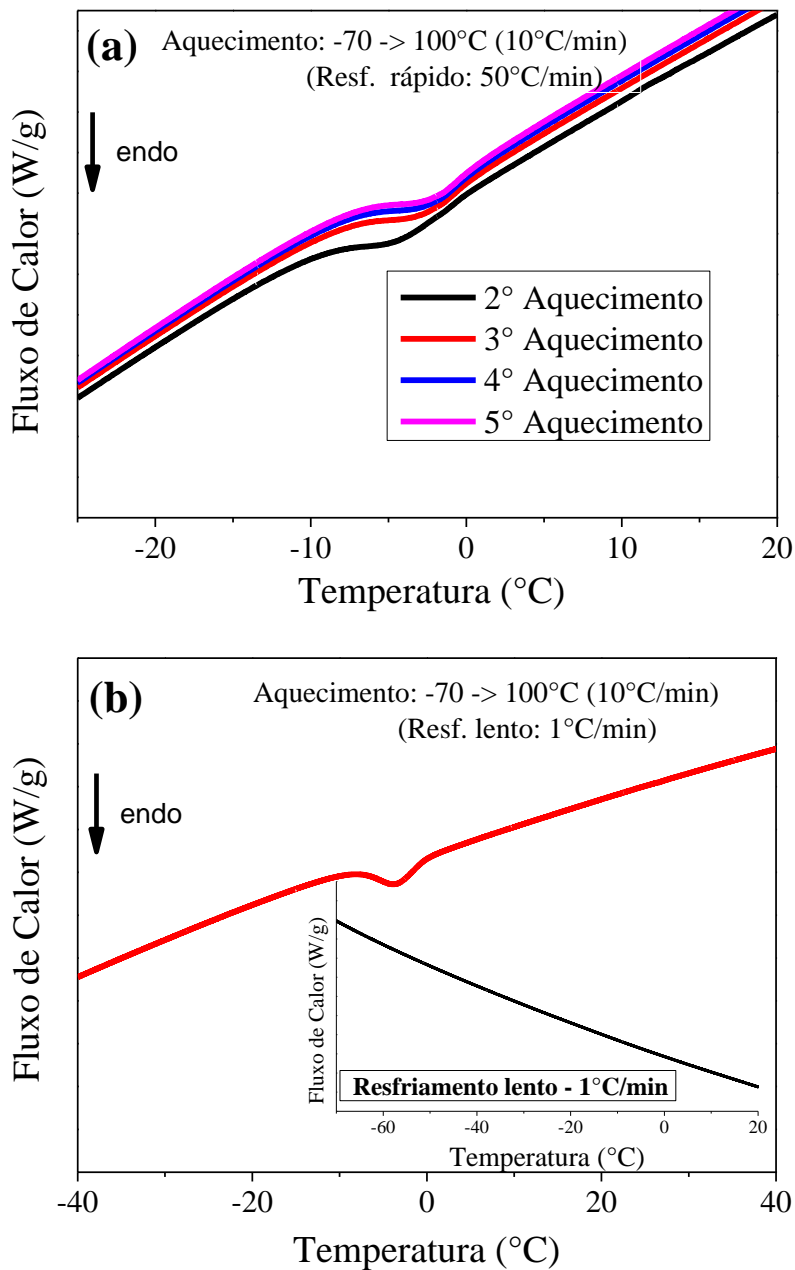 (a)
Aquecimento: -70 -> 100°C (10°C/min)
(Resf. rápido: 50°C/min)
endo
2° Aquecimento
3° Aquecimento
4° Aquecimento
5° Aquecimento
Fluxo de Calor (W/g)
-20
-10
0
10
20
Temperatura (°C)
(b)
Aquecimento: -70 -> 100°C (10°C/min)
(Resf. lento: 1°C/min)
endo
Fluxo de Calor (W/g)
Fluxo de Calor (W/g)
Resfriamento lento - 1°C/min
-60
-40
-20
0
20
Temperatura (°C)
-40
-20
0
20
40
Temperatura (°C)